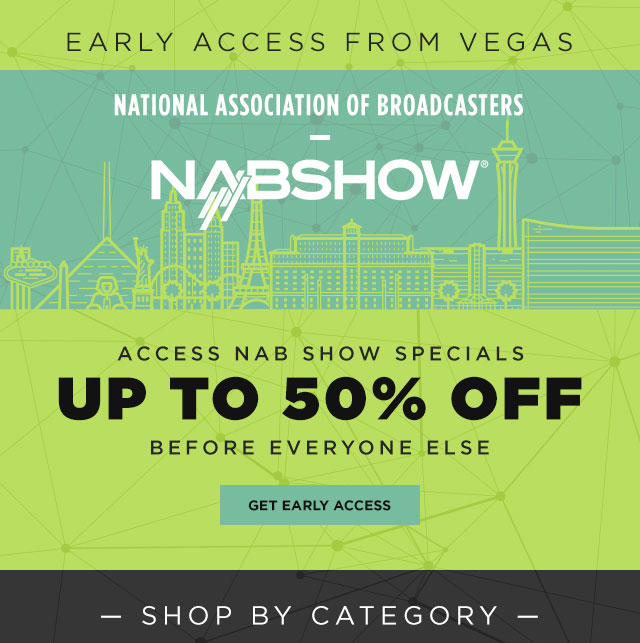 EARLY ACCESS FROM VEGAS
NATIONAL ASSOCIATION OF BROADCASTERS
NABSHOW®
ACCESS NAB SHOW SPECIALS
UP TO 50% OFF
BEFORE EVERYONE ELSE
GET EARLY ACCESS
— SHOP BY CATEGORY —